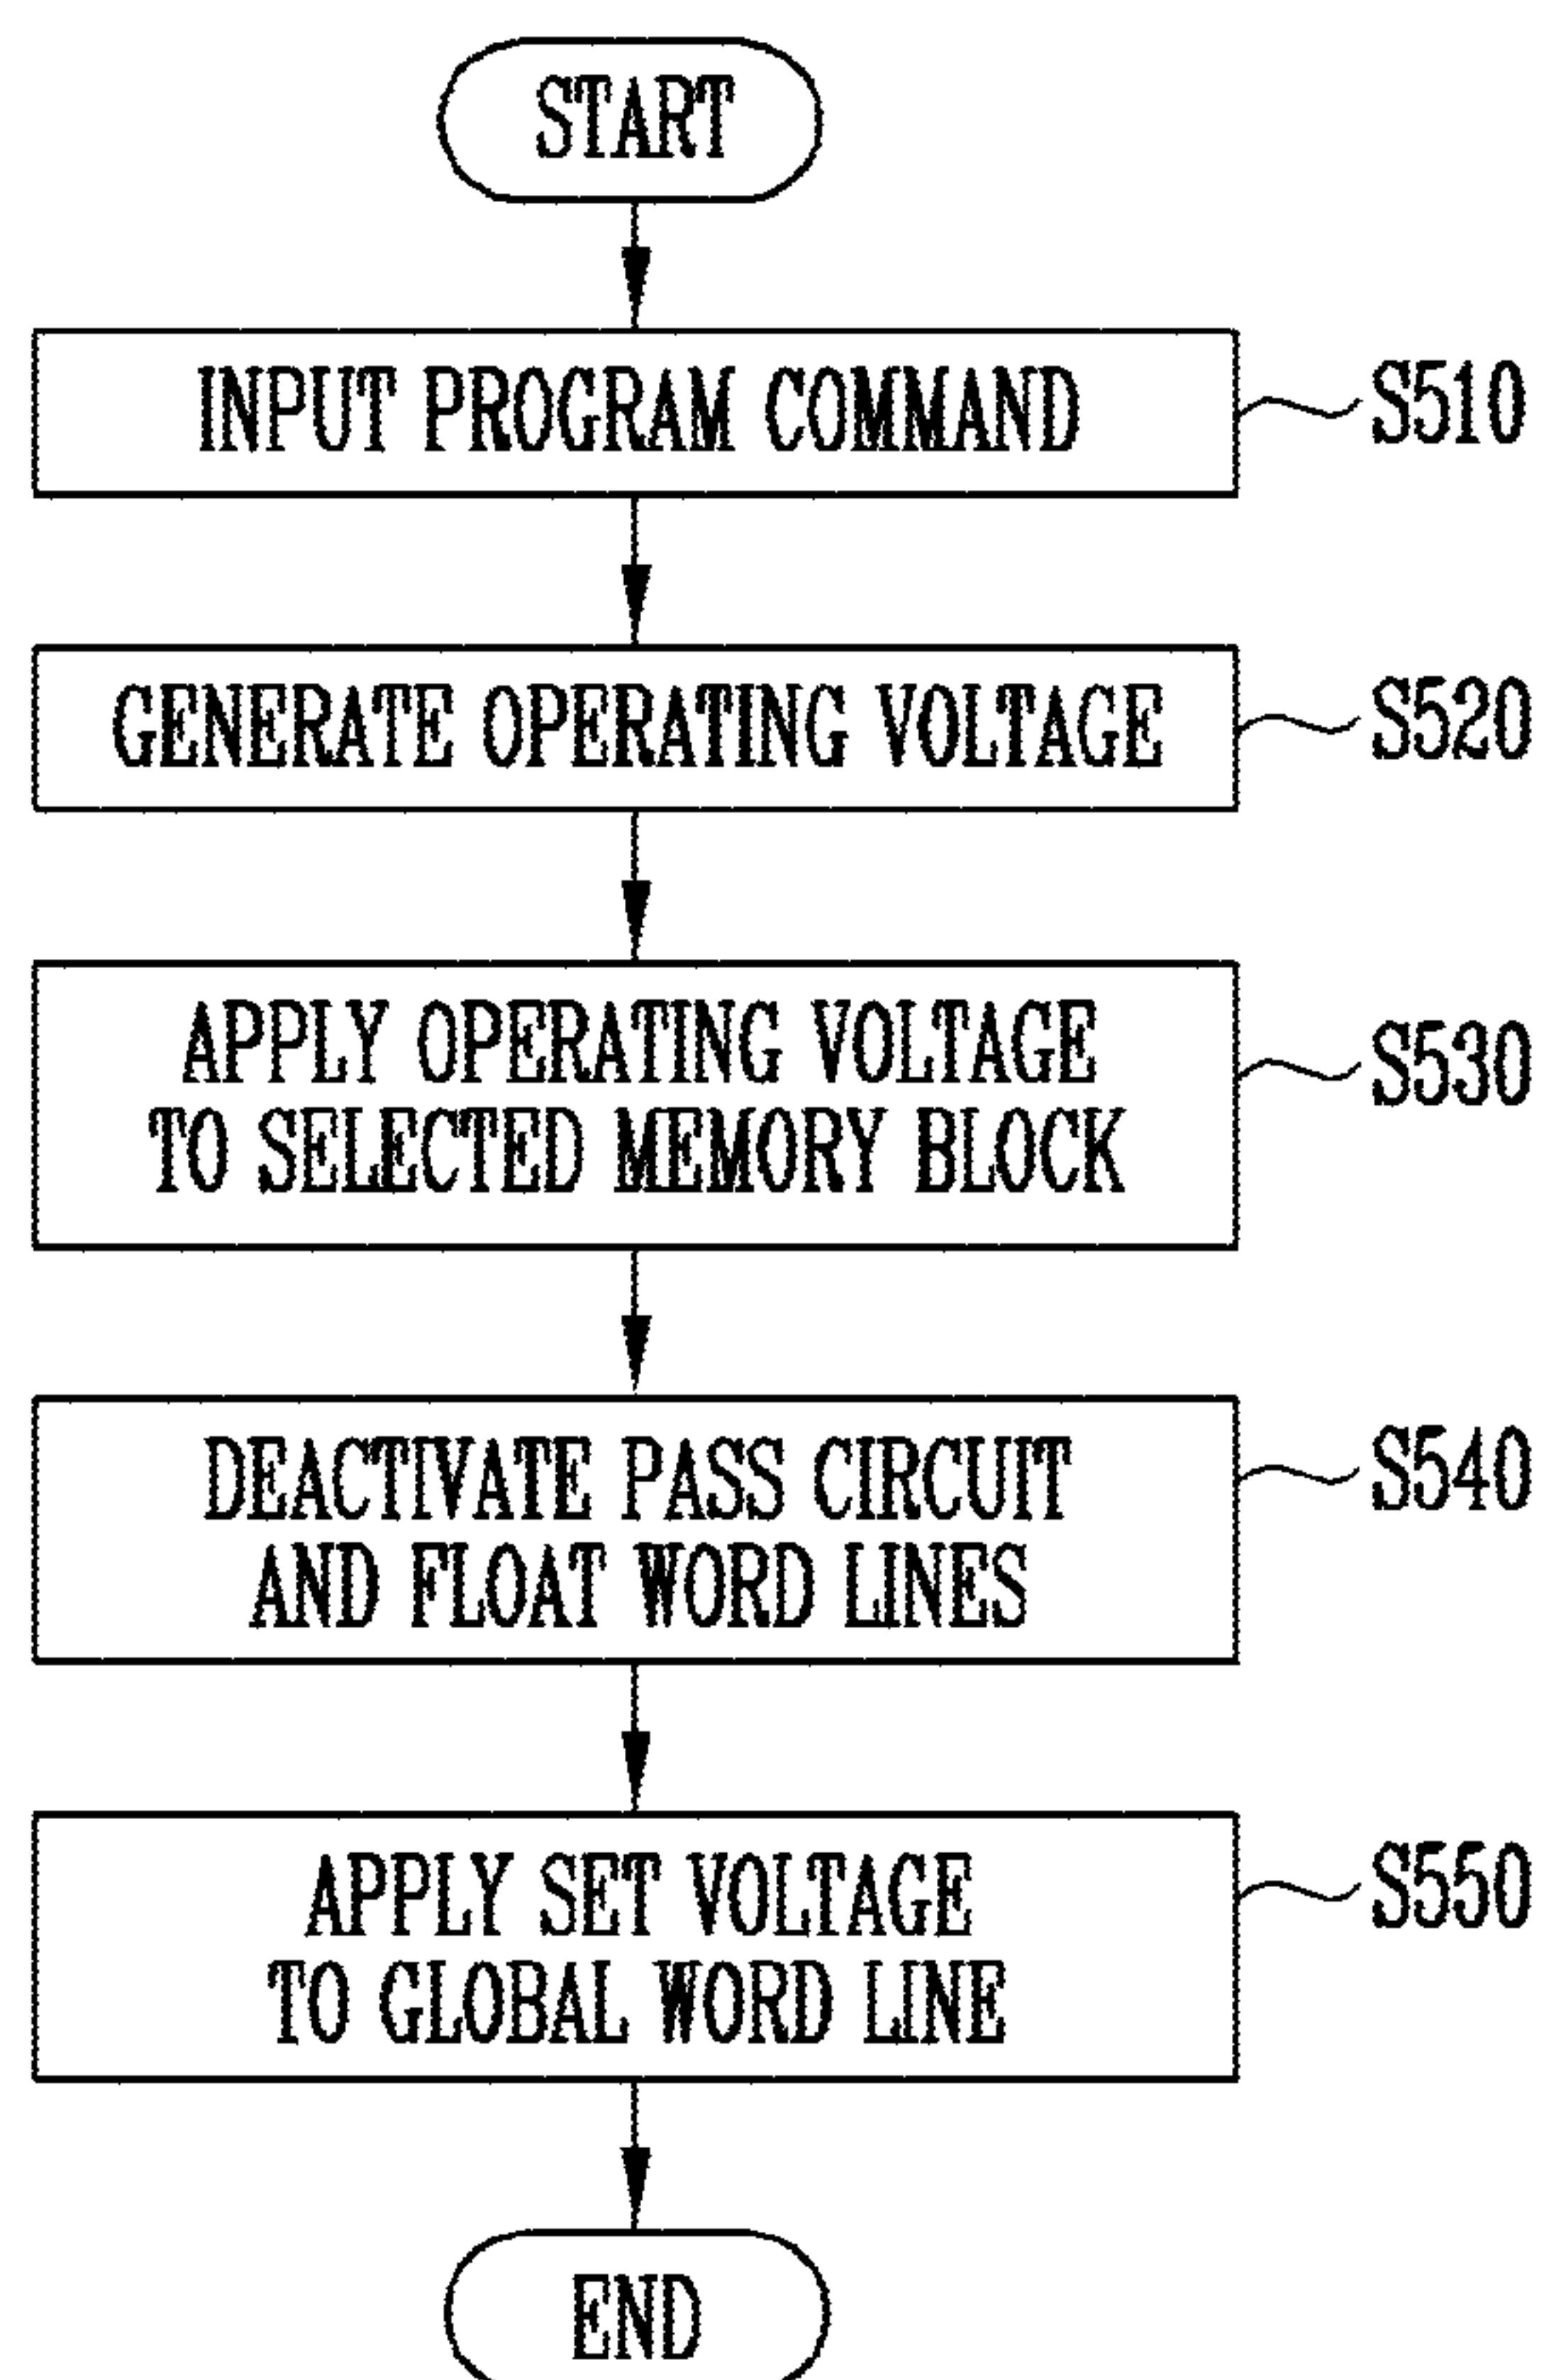 START
INPUT PROGRAM COMMAND
S510
GENERATE OPERATING VOLTAGE
S520
APPLY OPERATING VOLTAGE
TO SELECTED MEMORY BLOCK
S530
DEACTIVATE PASS CIRCUIT
AND FLOAT WORD LINES
S540
APPLY SET VOLTAGE
TO GLOBAL WORD LINE
S550
END